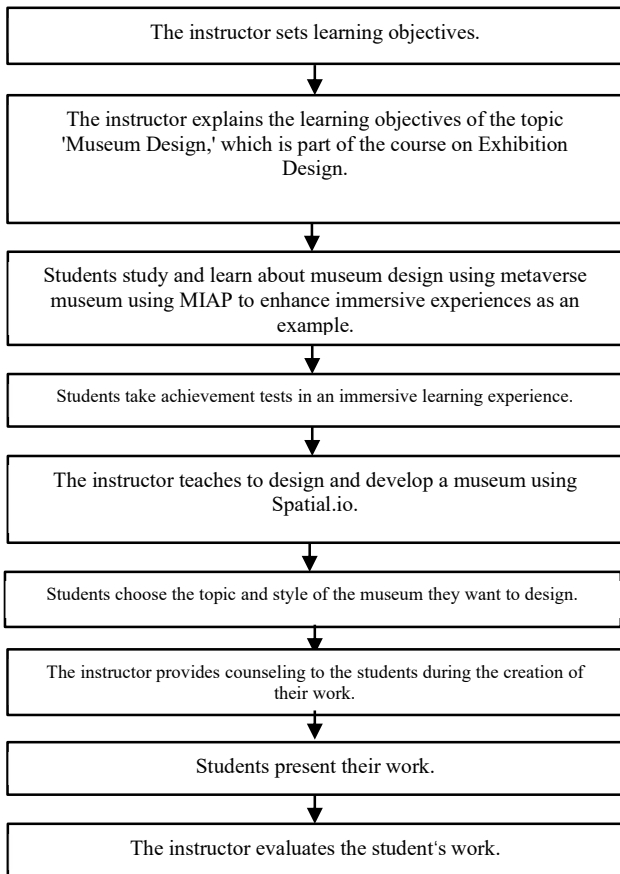 The instructor sets learning objectives.
The instructor explains the learning objectives of the topic
'Museum Design,' which is part of the course on Exhibition
Design.
Students study and learn about museum design using metaverse
museum using MIAP to enhance immersive experiences as an
example.
Students take achievement tests in an immersive learning experience.
The instructor teaches to design and develop a museum using
Spatial.io.
Students choose the topic and style of the museum they want to design.
The instructor provides counseling to the students during the creation of
their work.
Students present their work.
The instructor evaluates the student‘s work.